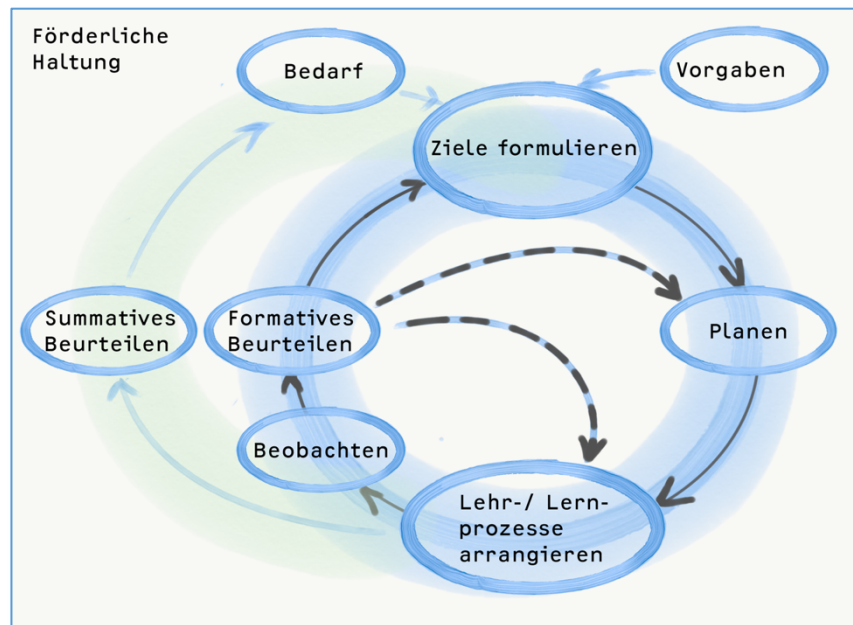 Förderliche
Haltung
Bedarf
Vorgaben
Ziele formulieren
Summatives
Beurteilen
Formatives
Beurteilen
Planen
Beobachten
Lehr-/ Lern-
prozesse
arrangieren